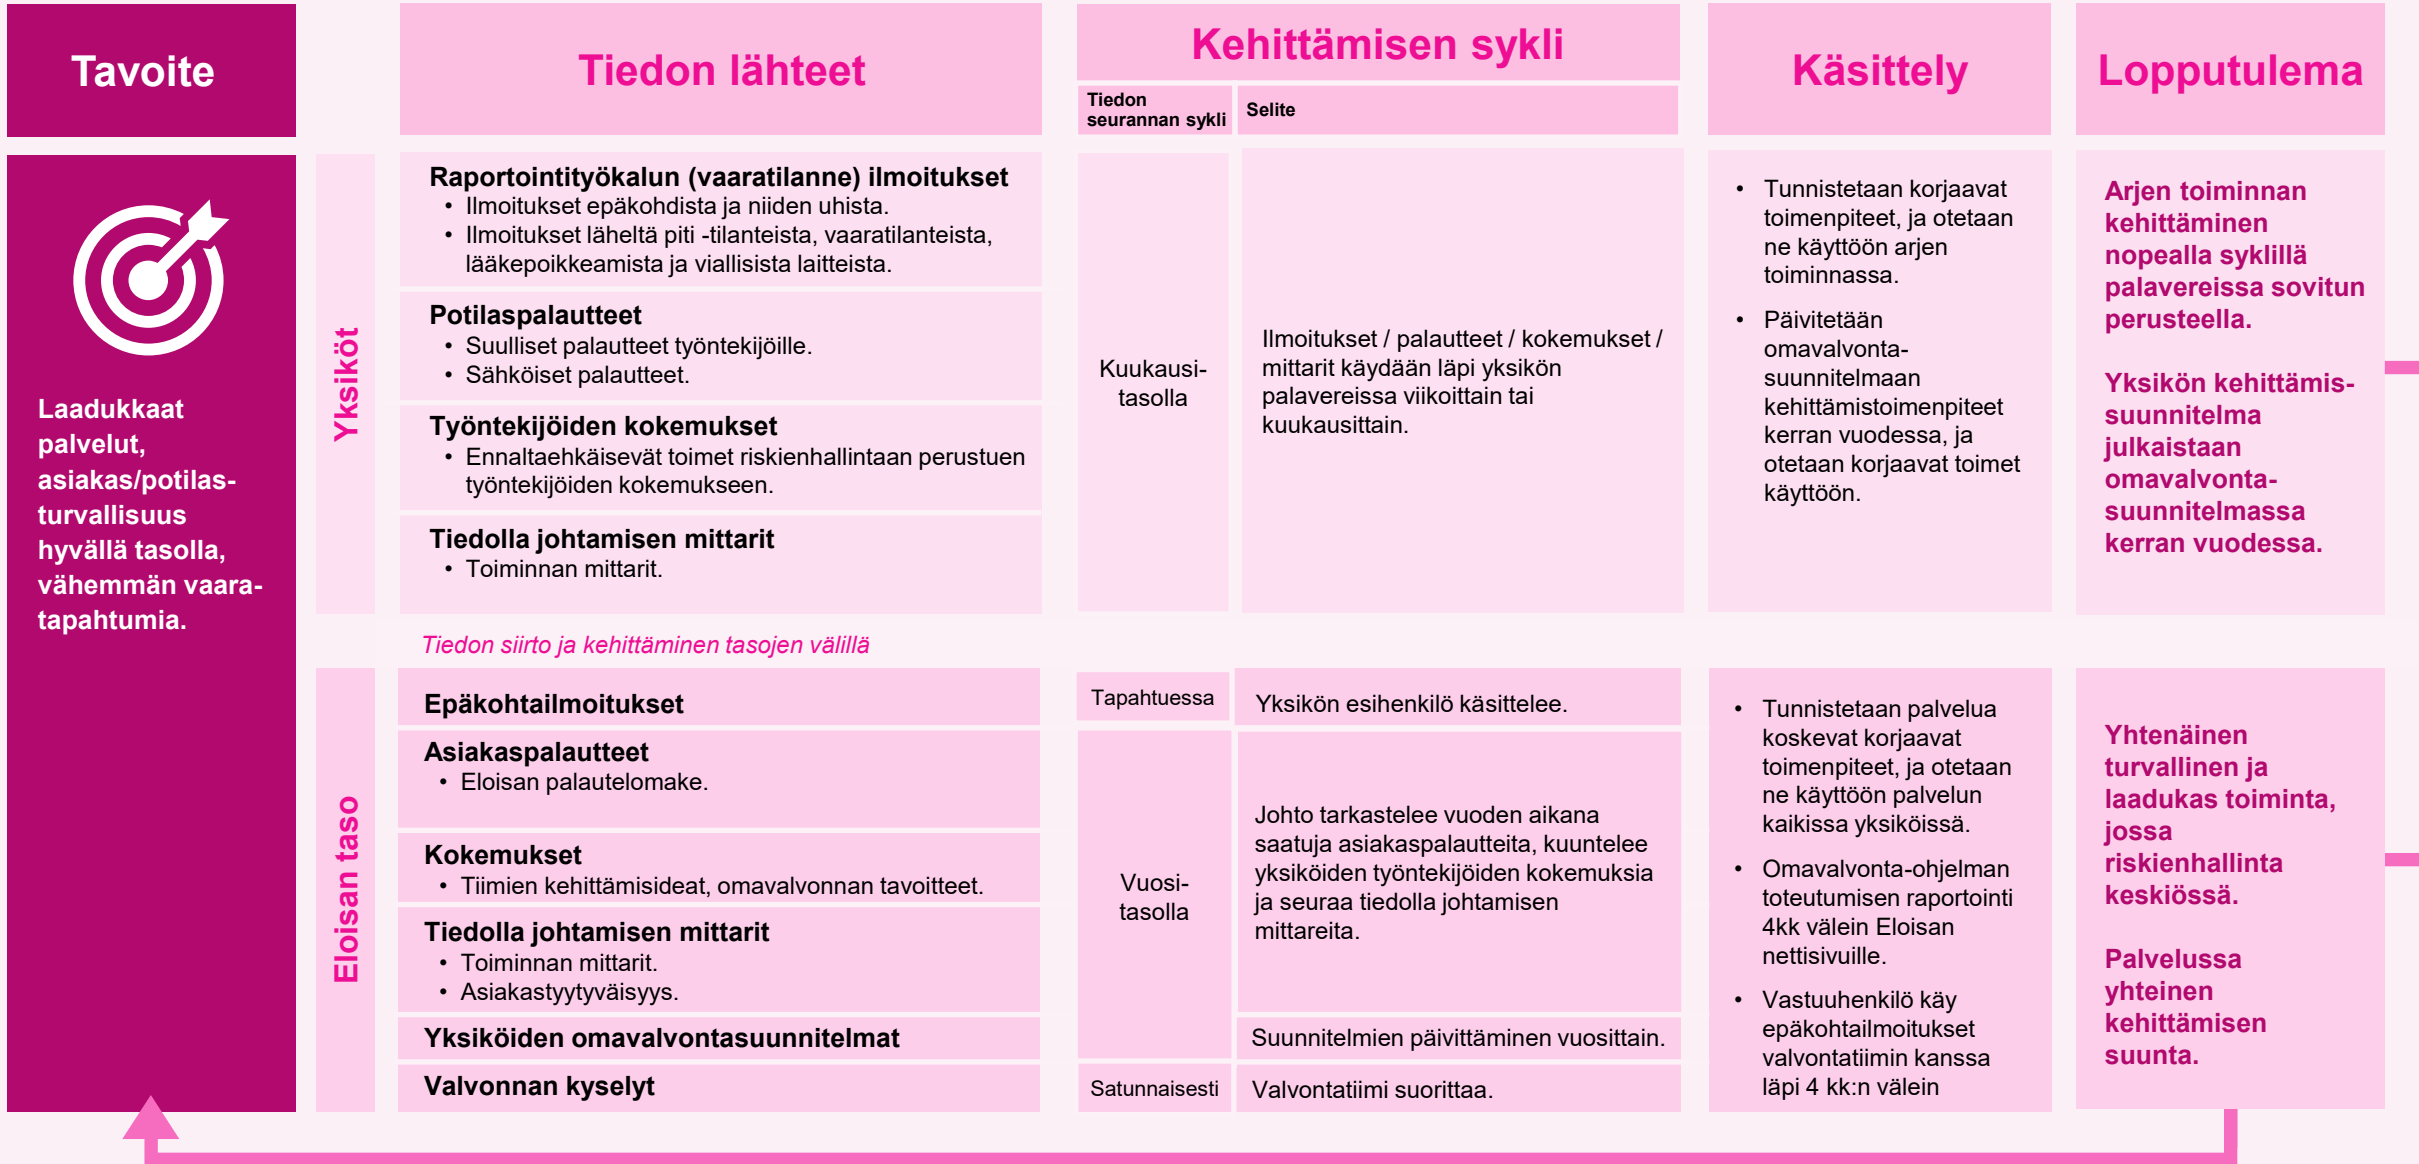 Tavoite
Tiedon lähteet
Kehittämisen sykli
Tiedon
seurannan sykli
Selite
Käsittely
Lopputulema
Laadukkaat
palvelut,
asiakas/potilas-
turvallisuus
hyvällä tasolla,
vähemmän vaara-
tapahtumia.
Yksiköt
Raportointityökalun (vaaratilanne) ilmoitukset
• Ilmoitukset epäkohdista ja niiden uhista.
• Ilmoitukset läheltä piti -tilanteista, vaaratilanteista,
lääkepoikkeamista ja viallisista laitteista.
Potilaspalautteet
• Suulliset palautteet työntekijöille.
• Sähköiset palautteet.
Työntekijöiden kokemukset
• Ennaltaehkäisevät toimet riskienhallintaan perustuen
työntekijöiden kokemukseen.
Tiedolla johtamisen mittarit
• Toiminnan mittarit.
Kuukausi-
tasolla
Ilmoitukset / palautteet / kokemukset /
mittarit käydään läpi yksikön
palavereissa viikoittain tai
kuukausittain.
• Tunnistetaan korjaavat
toimenpiteet, ja otetaan
ne käyttöön arjen
toiminnassa.
• Päivitetään
omavalvonta-
suunnitelmaan
kehittämistoimenpiteet
kerran vuodessa, ja
otetaan korjaavat toimet
käyttöön.
Arjen toiminnan
kehittäminen
nopealla syklillä
palavereissa sovitun
perusteella.
Yksikön kehittämis-
suunnitelma
julkaistaan
omavalvonta-
suunnitelmassa
kerran vuodessa.
Tiedon siirto ja kehittäminen tasojen välillä
Eloisan taso
Epäkohtailmoitukset
Asiakaspalautteet
• Eloisan palautelomake.
Kokemukset
• Tiimien kehittämisideat, omavalvonnan tavoitteet.
Tiedolla johtamisen mittarit
• Toiminnan mittarit.
• Asiakastyytyväisyys.
Yksiköiden omavalvontasuunnitelmat
Valvonnan kyselyt
Tapahtuessa
Yksikön esihenkilö käsittelee.
Vuosi-
tasolla
Johto tarkastelee vuoden aikana
saatuja asiakaspalautteita, kuuntelee
yksiköiden työntekijöiden kokemuksia
ja seuraa tiedolla johtamisen
mittareita.
Suunnitelmien päivittäminen vuosittain.
Satunnaisesti
Valvontatiimi suorittaa.
• Tunnistetaan palvelua
koskevat korjaavat
toimenpiteet, ja otetaan
ne käyttöön palvelun
kaikissa yksiköissä.
• Omavalvonta-ohjelman
toteutumisen raportointi
4kk välein Eloisan
nettisivuille.
• Vastuuhenkilö käy
epäkohtailmoitukset
valvontatiimin kanssa
läpi 4 kk:n välein
Yhtenäinen
turvallinen ja
laadukas toiminta,
jossa
riskienhallinta
keskiössä.
Palvelussa
yhteinen
kehittämisen
suunta.